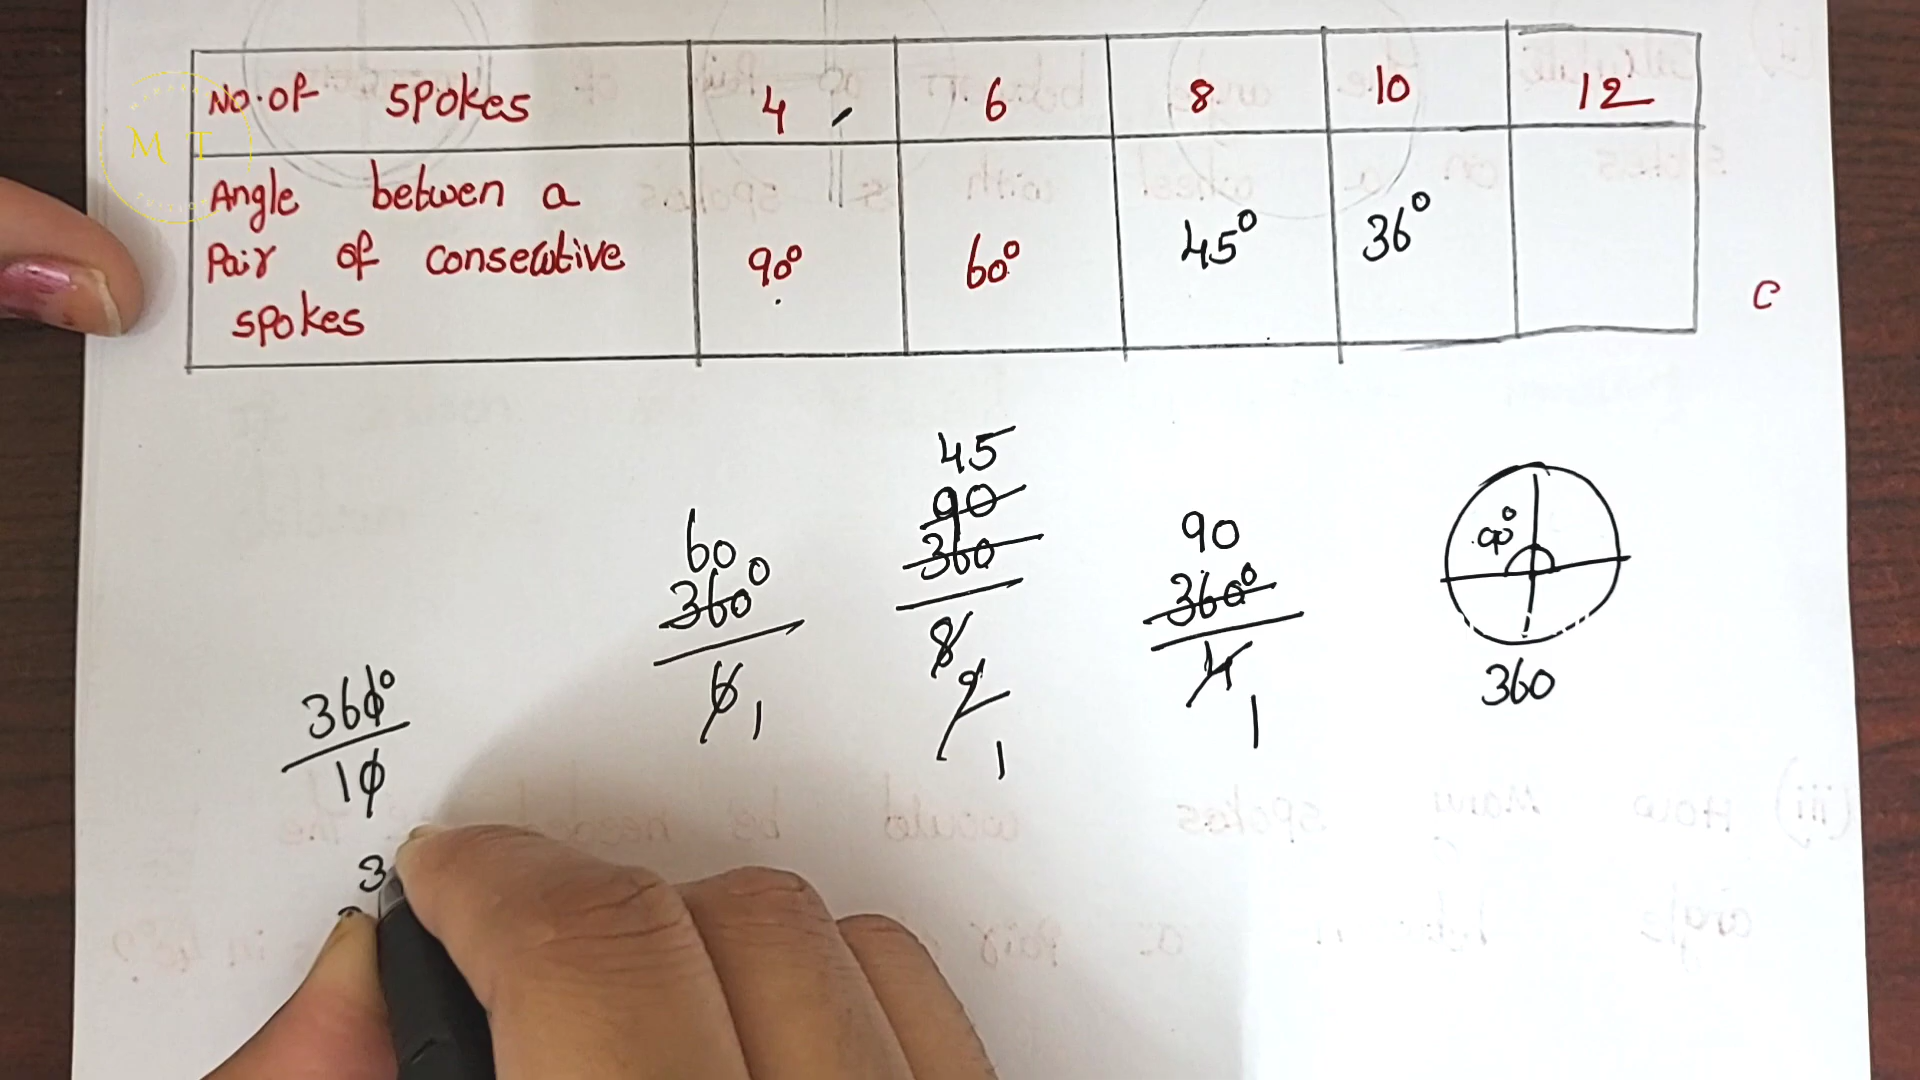 No.of spokes 4 6 8 10 12
Angle betwen a
Pair of consecutive 90° 60° 45° 36°
spokes
C
M T
45
90
60 360 90
360° 8 360°
6 1 2 4
1 1
90°
360
360°
10
3